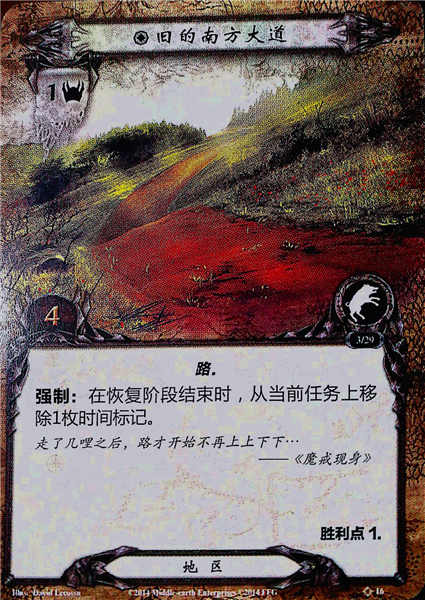 旧的南方大道
1
4
3/29
路.
强制：在恢复阶段结束时，从当前任务上移
除1枚时间标记。
走了几哩之后，路才开始不再上上下下…
——《魔戒现身》
胜利点 1.
地 区
Illus. David Lecossu
©2014 Middle-earth Enterprises ©2014 FFG
16